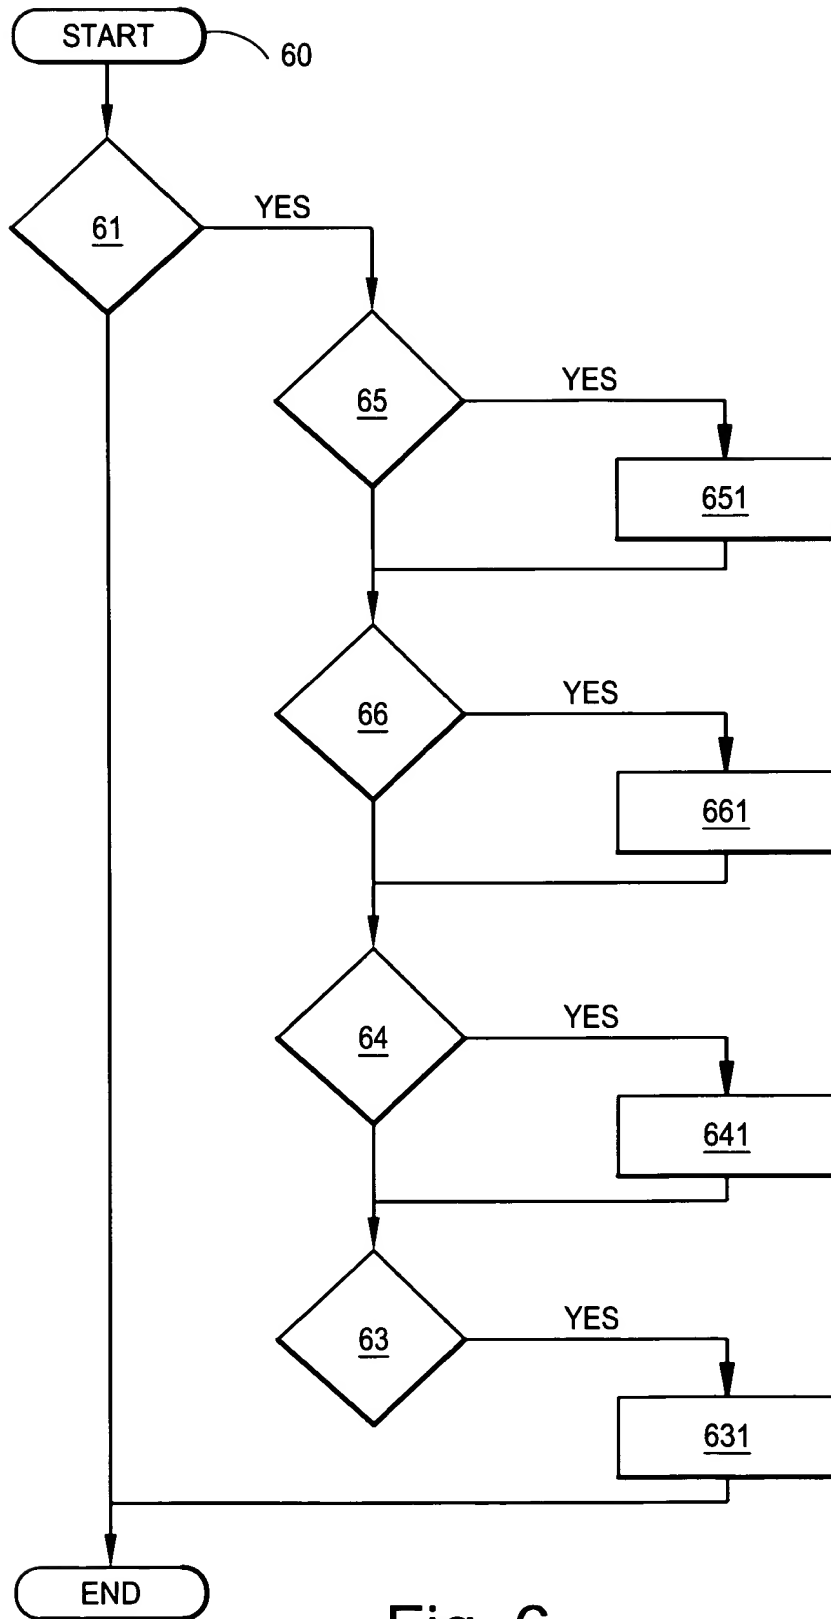 START
60
61
YES
65
YES
651
66
YES
661
64
YES
641
63
YES
631
END
Fig. 6